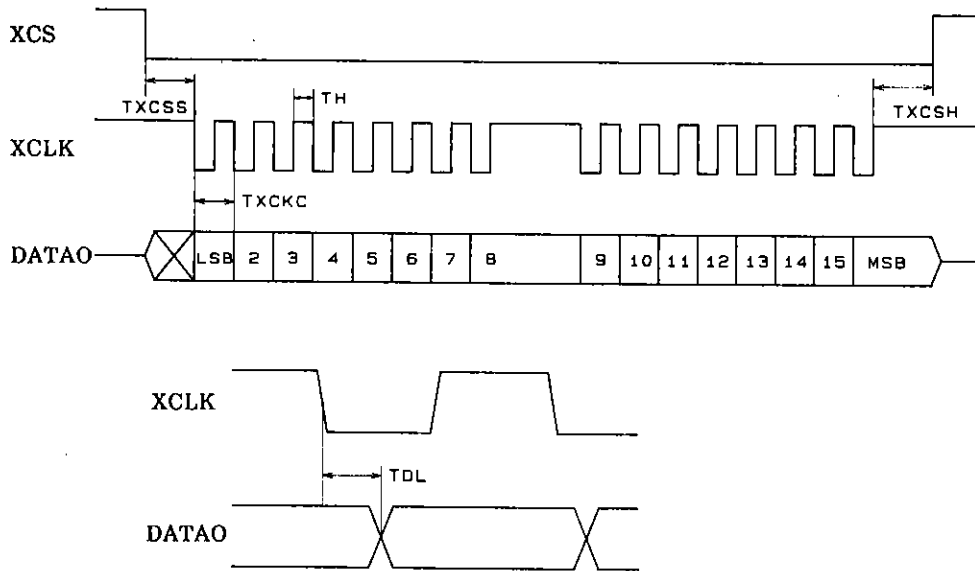 XCS
TXCSS
TH
TXCSH
XCLK
TXCKC
DATAO
LSB 2 3 4 5 6 7 8 9 10 11 12 13 14 15 MSB
XCLK
TDL
DATAO